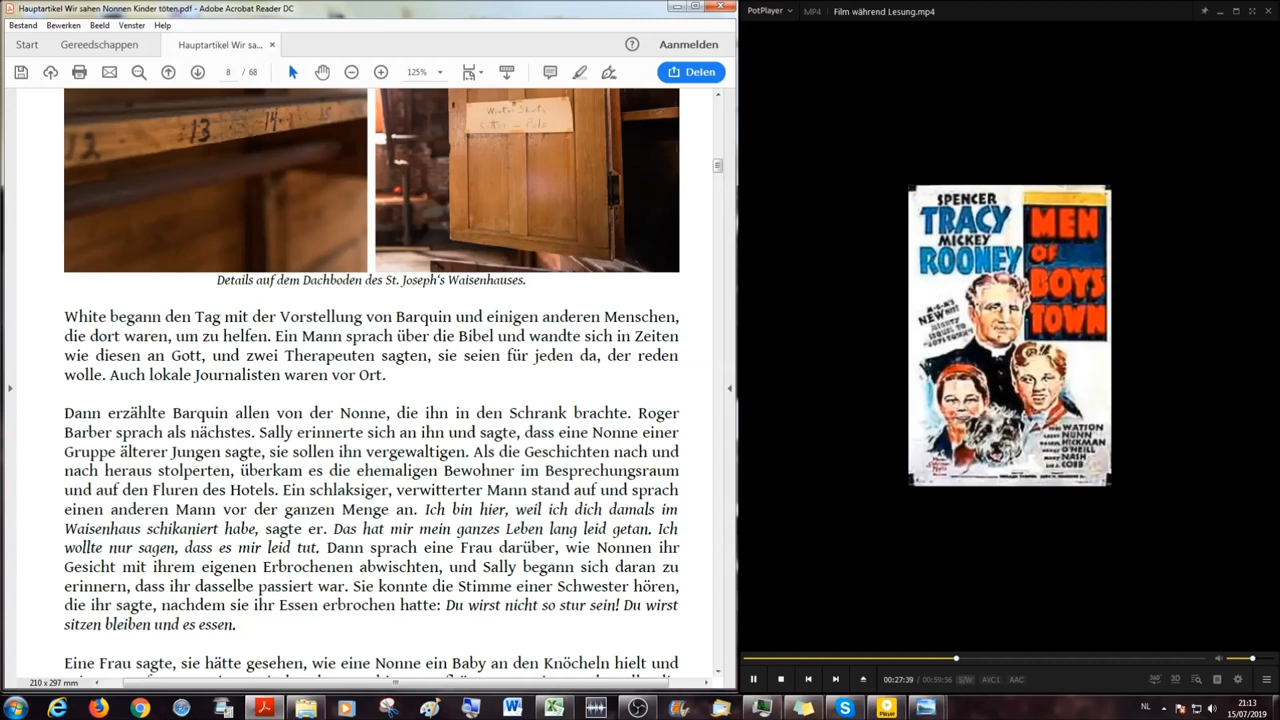 Hauptartikel Wir sahen Nonnen Kinder töten.pdf - Adobe Acrobat Reader DC
Bestand Bewerken Beeld Venster Help
Start Gereedschappen Hauptartikel Wir sa... × Aanmelden
8 / 68 125% Delen
12 13 14 15
Details auf dem Dachboden des St. Joseph's Waisenhauses.
White begann den Tag mit der Vorstellung von Barquin und einigen anderen Menschen,
die dort waren, um zu helfen. Ein Mann sprach über die Bibel und wandte sich in Zeiten
wie diesen an Gott, und zwei Therapeuten sagten, sie seien für jeden da, der reden
wolle. Auch lokale Journalisten waren vor Ort.
Dann erzählte Barquin allen von der Nonne, die ihn in den Schrank brachte. Roger
Barber sprach als nächstes. Sally erinnerte sich an ihn und sagte, dass eine Nonne einer
Gruppe älterer Jungen sagte, sie sollen ihn vergewaltigen. Als die Geschichten nach und
nach heraus stolperten, überkam es die ehemaligen Bewohner im Besprechungsraum
und auf den Fluren des Hotels. Ein schlaksiger, verwitterter Mann stand auf und sprach
einen anderen Mann vor der ganzen Menge an. Ich bin hier, weil ich dich damals im
Waisenhaus schikaniert habe, sagte er. Das hat mir mein ganzes Leben lang leid getan. Ich
wollte nur sagen, dass es mir leid tut. Dann sprach eine Frau darüber, wie Nonnen ihr
Gesicht mit ihrem eigenen Erbrochenen abwischten, und Sally begann sich daran zu
erinnern, dass ihr dasselbe passiert war. Sie konnte die Stimme einer Schwester hören,
die ihr sagte, nachdem sie ihr Essen erbrochen hatte: Du wirst nicht so stur sein! Du wirst
sitzen bleiben und es essen.
Eine Frau sagte, sie hätte gesehen, wie eine Nonne ein Baby an den Knöcheln hielt und
210 x 297 mm
PotPlayer MP4 Film während Lesung.mp4
SPENCER
TRACY
MICKEY
ROONEY
MEN
OF
BOYS
TOWN
WATSON
NUNN
HICKMAN
O'NEILL
NASH
COBB
00:27:39 / 00:59:56 S/W AVC1 AAC
360°
3D
NL 21:13
15/07/2019